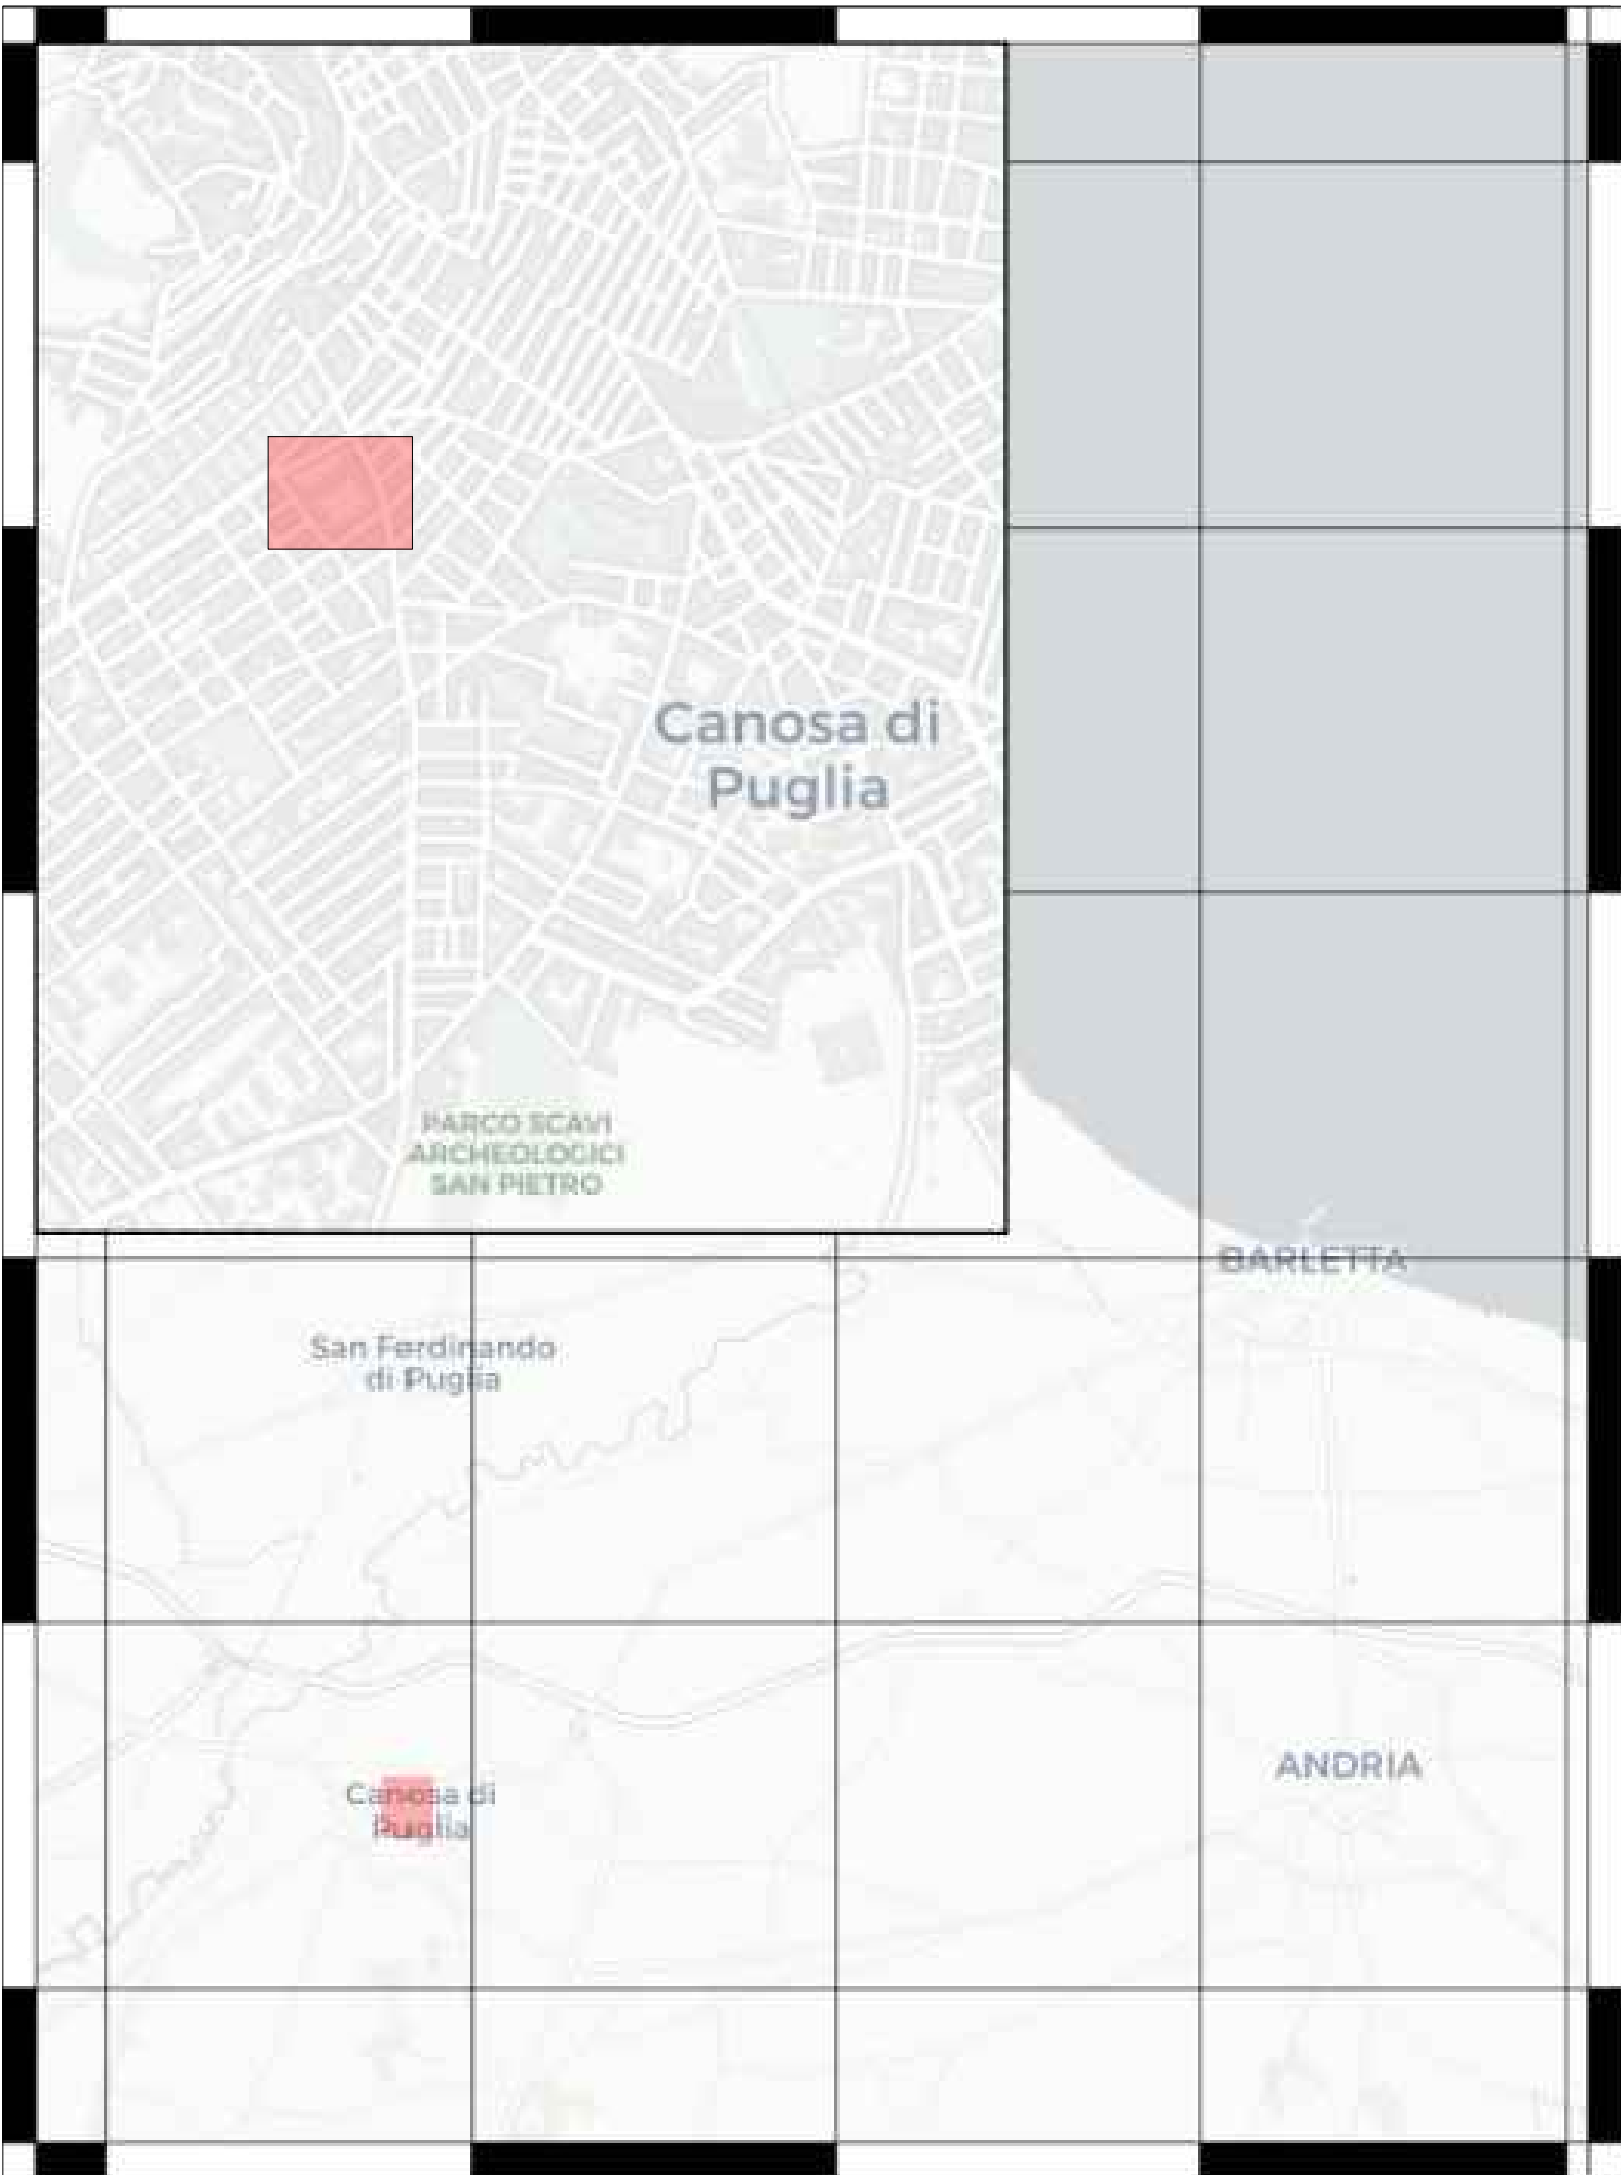 Canosa di
Puglia
PARCO SCAVI
ARCHEOLOGICI
SAN PIETRO
BARLETTA
San Ferdinando
di Puglia
ANDRIA
Canosa di
Puglia